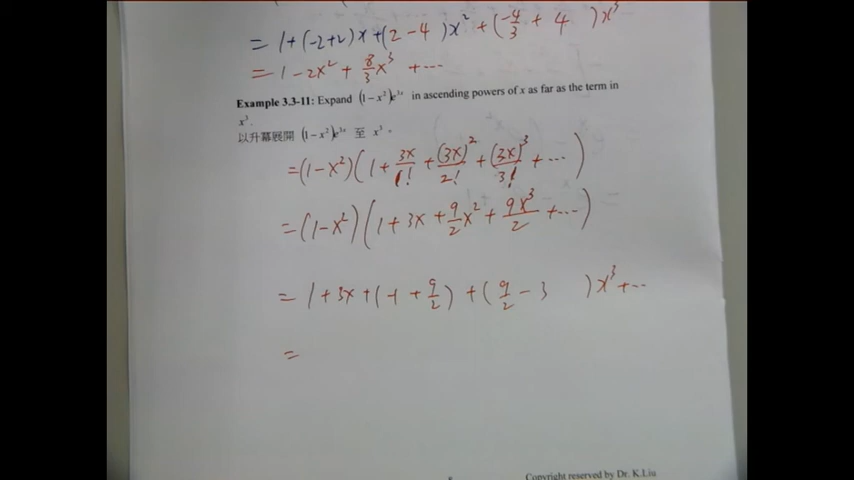 = 1 + (-2+2)x + (2-4 )x² + (-4/3 + 4 )x³
= 1 - 2x² + 8/3 x³ + ...
Example 3.3-11: Expand (1-x²)e³ˣ in ascending powers of x as far as the term in
x³.
以升幕展開 (1-x²)e³ˣ 至 x³。
= (1-x²)(1 + 3x/1! + (3x)²/2! + (3x)³/3! + ...)
= (1-x²)(1 + 3x + 9/2 x² + 9x³/2 + ...)
= 1 + 3x + (-1 + 9/2) + (9/2 - 3 )x³ + ...
=
Copyright reserved by Dr. K.Liu